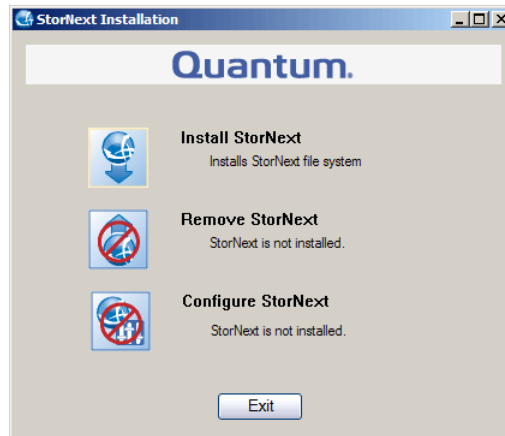 StorNext Installation
Quantum.
Install StorNext
Installs StorNext file system
Remove StorNext
StorNext is not installed.
Configure StorNext
StorNext is not installed.
Exit